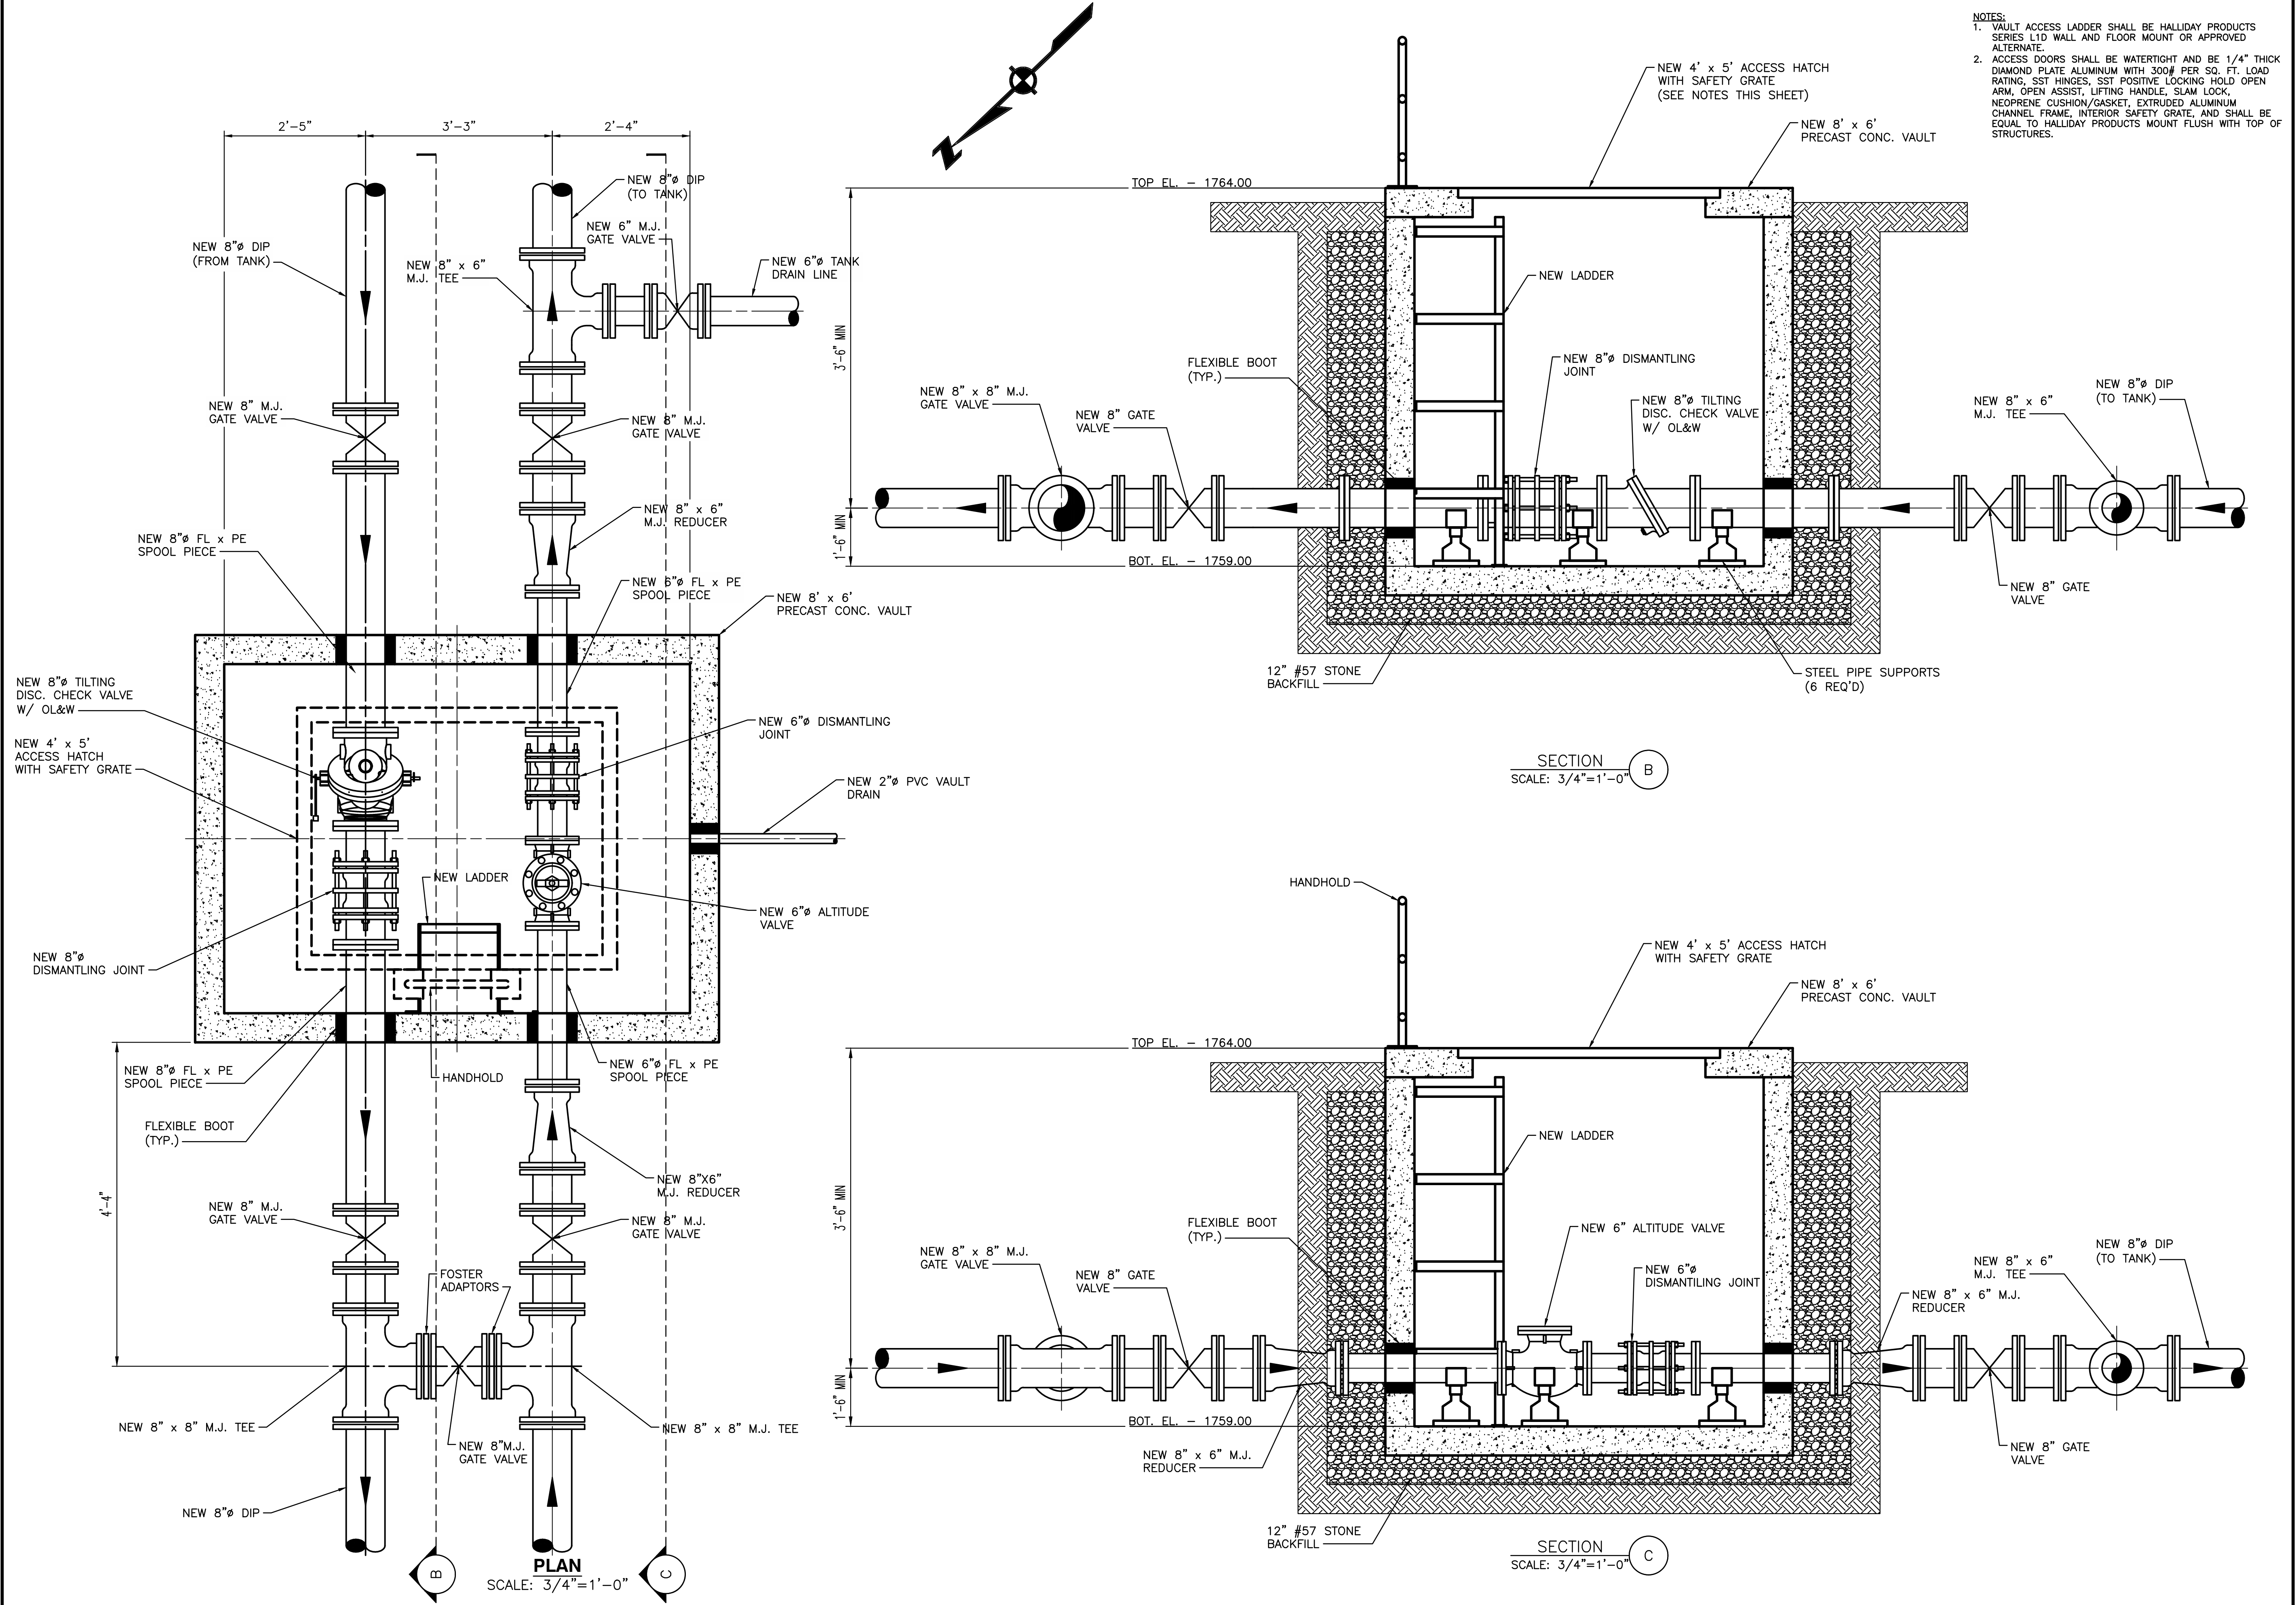 NOTES:
1. VAULT ACCESS LADDER SHALL BE HALLIDAY PRODUCTS
SERIES L1D WALL AND FLOOR MOUNT OR APPROVED
ALTERNATE.
2. ACCESS DOORS SHALL BE WATERTIGHT AND BE 1/4" THICK
DIAMOND PLATE ALUMINUM WITH 300# PER SQ. FT. LOAD
RATING, SST HINGES, SST POSITIVE LOCKING HOLD OPEN
ARM, OPEN ASSIST, LIFTING HANDLE, SLAM LOCK,
NEOPRENE CUSHION/GASKET, EXTRUDED ALUMINUM
CHANNEL FRAME, INTERIOR SAFETY GRATE, AND SHALL BE
EQUAL TO HALLIDAY PRODUCTS MOUNT FLUSH WITH TOP OF
STRUCTURES.
N
2'-5"
3'-3"
2'-4"
NEW 8"ø DIP
(TO TANK)
NEW 6" M.J.
GATE VALVE
NEW 8"ø DIP
(FROM TANK)
NEW 8" x 6"
M.J. TEE
NEW 6"ø TANK
DRAIN LINE
NEW 8" M.J.
GATE VALVE
NEW 8" M.J.
GATE VALVE
NEW 8" x 6"
M.J. REDUCER
NEW 8"ø FL x PE
SPOOL PIECE
NEW 6"ø FL x PE
SPOOL PIECE
NEW 8' x 6'
PRECAST CONC. VAULT
NEW 8"ø TILTING
DISC. CHECK VALVE
W/ OL&W
NEW 6"ø DISMANTLING
JOINT
NEW 4' x 5'
ACCESS HATCH
WITH SAFETY GRATE
NEW 2"ø PVC VAULT
DRAIN
NEW LADDER
NEW 6"ø ALTITUDE
VALVE
NEW 8"ø
DISMANTLING JOINT
NEW 8"ø FL x PE
SPOOL PIECE
HANDHOLD
NEW 6"ø FL x PE
SPOOL PIECE
FLEXIBLE BOOT
(TYP.)
4'-4"
NEW 8"X6"
M.J. REDUCER
NEW 8" M.J.
GATE VALVE
NEW 8" M.J.
GATE VALVE
FOSTER
ADAPTORS
NEW 8" x 8" M.J. TEE
NEW 8" x 8" M.J. TEE
NEW 8"M.J.
GATE VALVE
NEW 8"ø DIP
B
C
PLAN
SCALE: 3/4"=1'-0"
NEW 4' x 5' ACCESS HATCH
WITH SAFETY GRATE
(SEE NOTES THIS SHEET)
NEW 8' x 6'
PRECAST CONC. VAULT
TOP EL. - 1764.00
NEW LADDER
3'-6" MIN
FLEXIBLE BOOT
(TYP.)
NEW 8"ø DISMANTLING
JOINT
NEW 8" x 8" M.J.
GATE VALVE
NEW 8" GATE
VALVE
NEW 8"ø TILTING
DISC. CHECK VALVE
W/ OL&W
NEW 8" x 6"
M.J. TEE
NEW 8"ø DIP
(TO TANK)
1'-6" MIN
BOT. EL. - 1759.00
NEW 8" GATE
VALVE
12" #57 STONE
BACKFILL
STEEL PIPE SUPPORTS
(6 REQ'D)
SECTION
SCALE: 3/4"=1'-0"
B
HANDHOLD
NEW 4' x 5' ACCESS HATCH
WITH SAFETY GRATE
NEW 8' x 6'
PRECAST CONC. VAULT
TOP EL. - 1764.00
NEW LADDER
3'-6" MIN
FLEXIBLE BOOT
(TYP.)
NEW 6" ALTITUDE VALVE
NEW 8" x 8" M.J.
GATE VALVE
NEW 8" GATE
VALVE
NEW 6"ø
DISMANTILING JOINT
NEW 8" x 6"
M.J. TEE
NEW 8"ø DIP
(TO TANK)
NEW 8" x 6" M.J.
REDUCER
1'-6" MIN
BOT. EL. - 1759.00
NEW 8" x 6" M.J.
REDUCER
NEW 8" GATE
VALVE
12" #57 STONE
BACKFILL
SECTION
SCALE: 3/4"=1'-0"
C